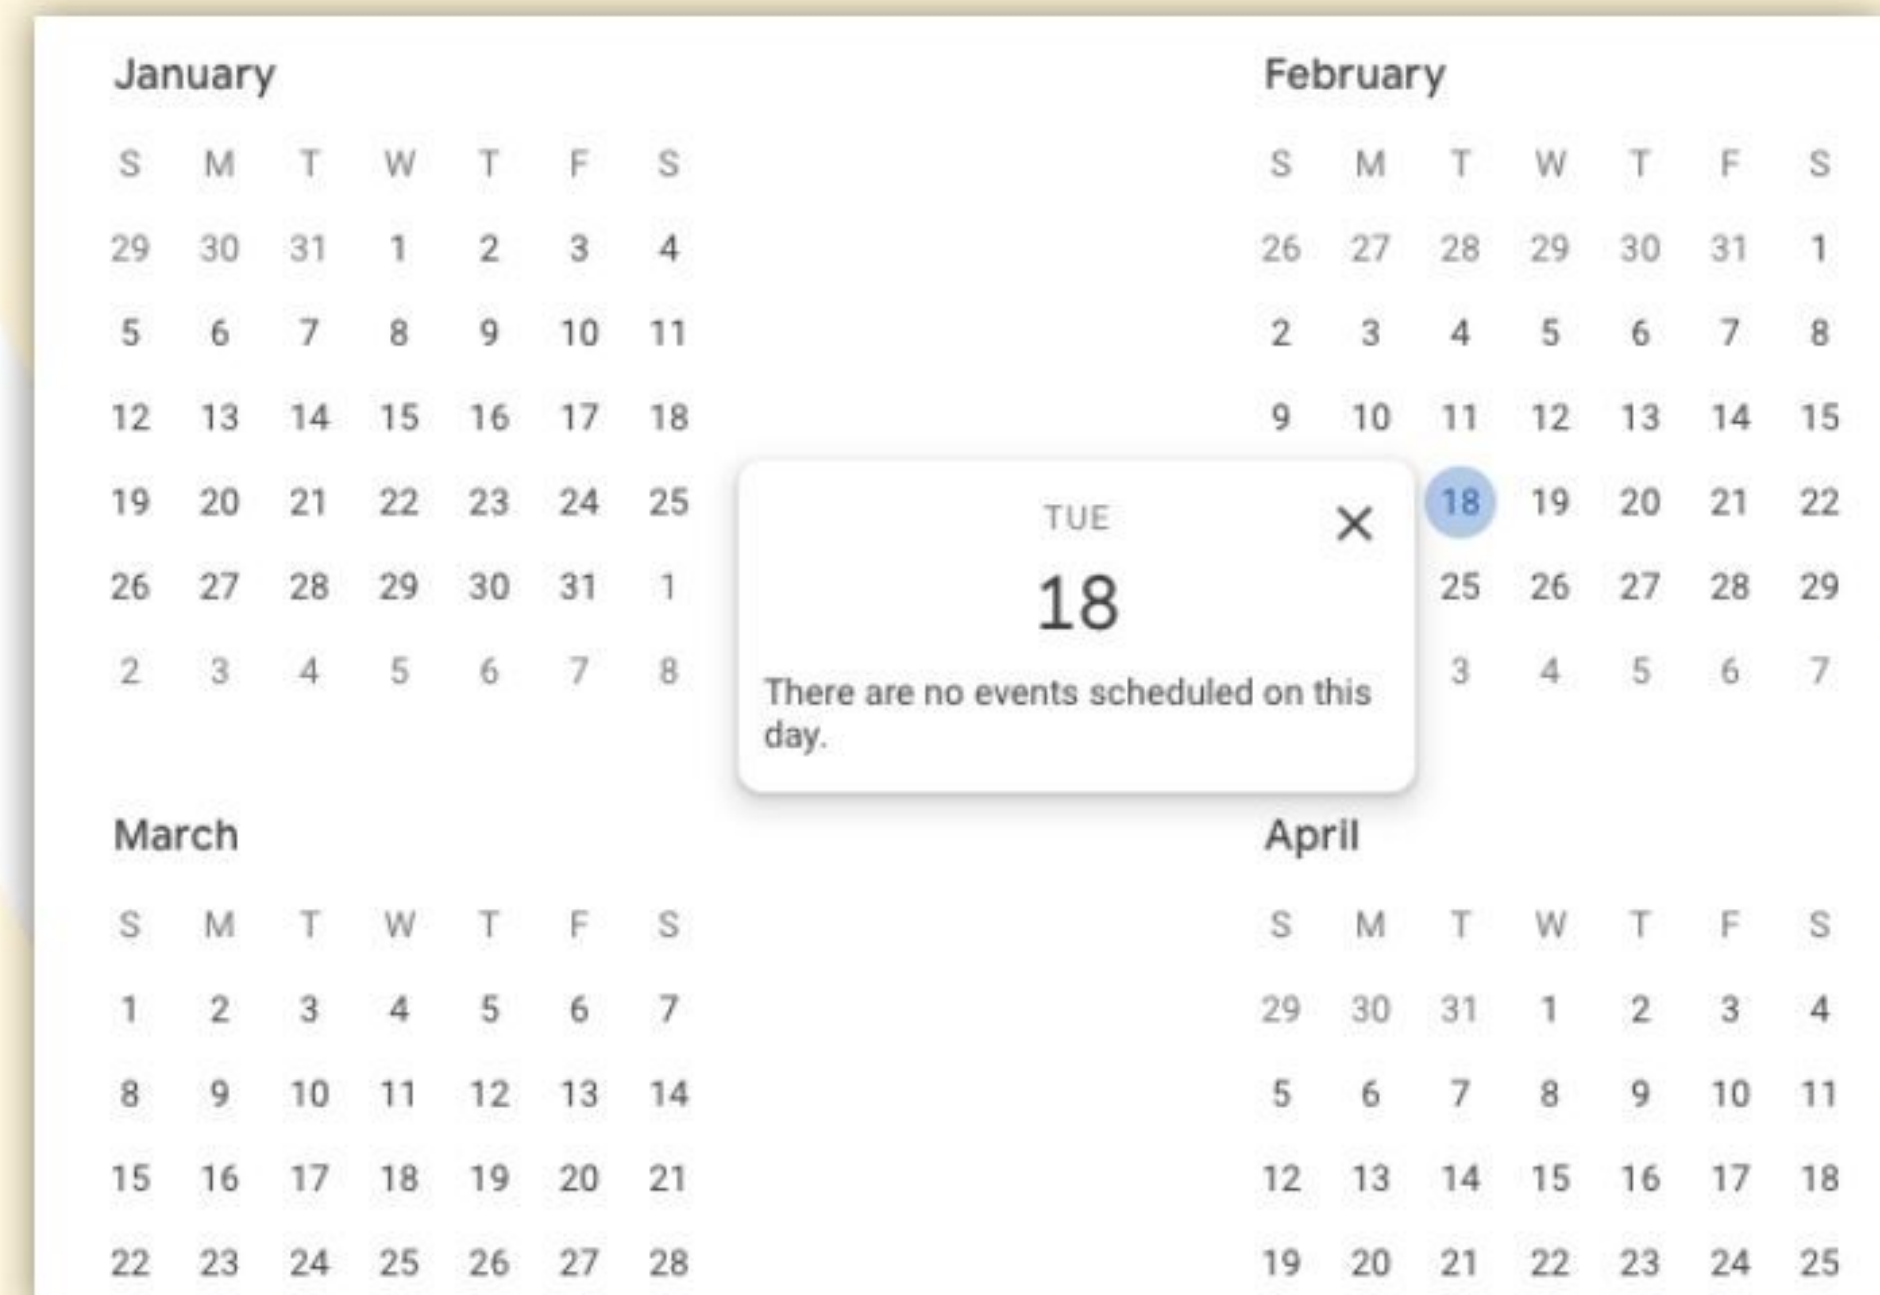 January
S M T W T F S
29 30 31 1 2 3 4
5 6 7 8 9 10 11
12 13 14 15 16 17 18
19 20 21 22 23 24 25
26 27 28 29 30 31 1
2 3 4 5 6 7 8
February
S M T W T F S
26 27 28 29 30 31 1
2 3 4 5 6 7 8
9 10 11 12 13 14 15
18 19 20 21 22
25 26 27 28 29
3 4 5 6 7
TUE
18
There are no events scheduled on this
day.
March
S M T W T F S
1 2 3 4 5 6 7
8 9 10 11 12 13 14
15 16 17 18 19 20 21
22 23 24 25 26 27 28
April
S M T W T F S
29 30 31 1 2 3 4
5 6 7 8 9 10 11
12 13 14 15 16 17 18
19 20 21 22 23 24 25